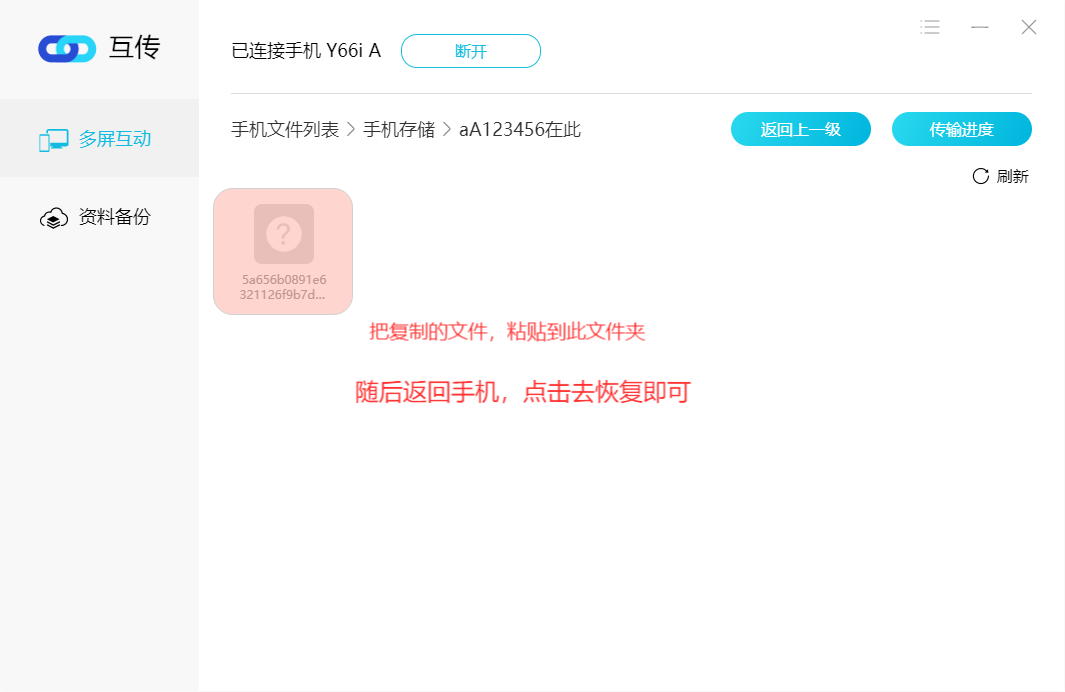 互传
已连接手机 Y66i A
断开
多屏互动
资料备份
手机文件列表 > 手机存储 > aA123456在此
返回上一级
传输进度
刷新
5a656b0891e6
321126f9b7d...
把复制的文件，粘贴到此文件夹
随后返回手机，点击去恢复即可